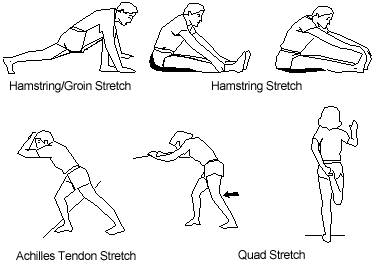 Hamstring/Groin Stretch
Hamstring Stretch
Achilles Tendon Stretch
Quad Stretch